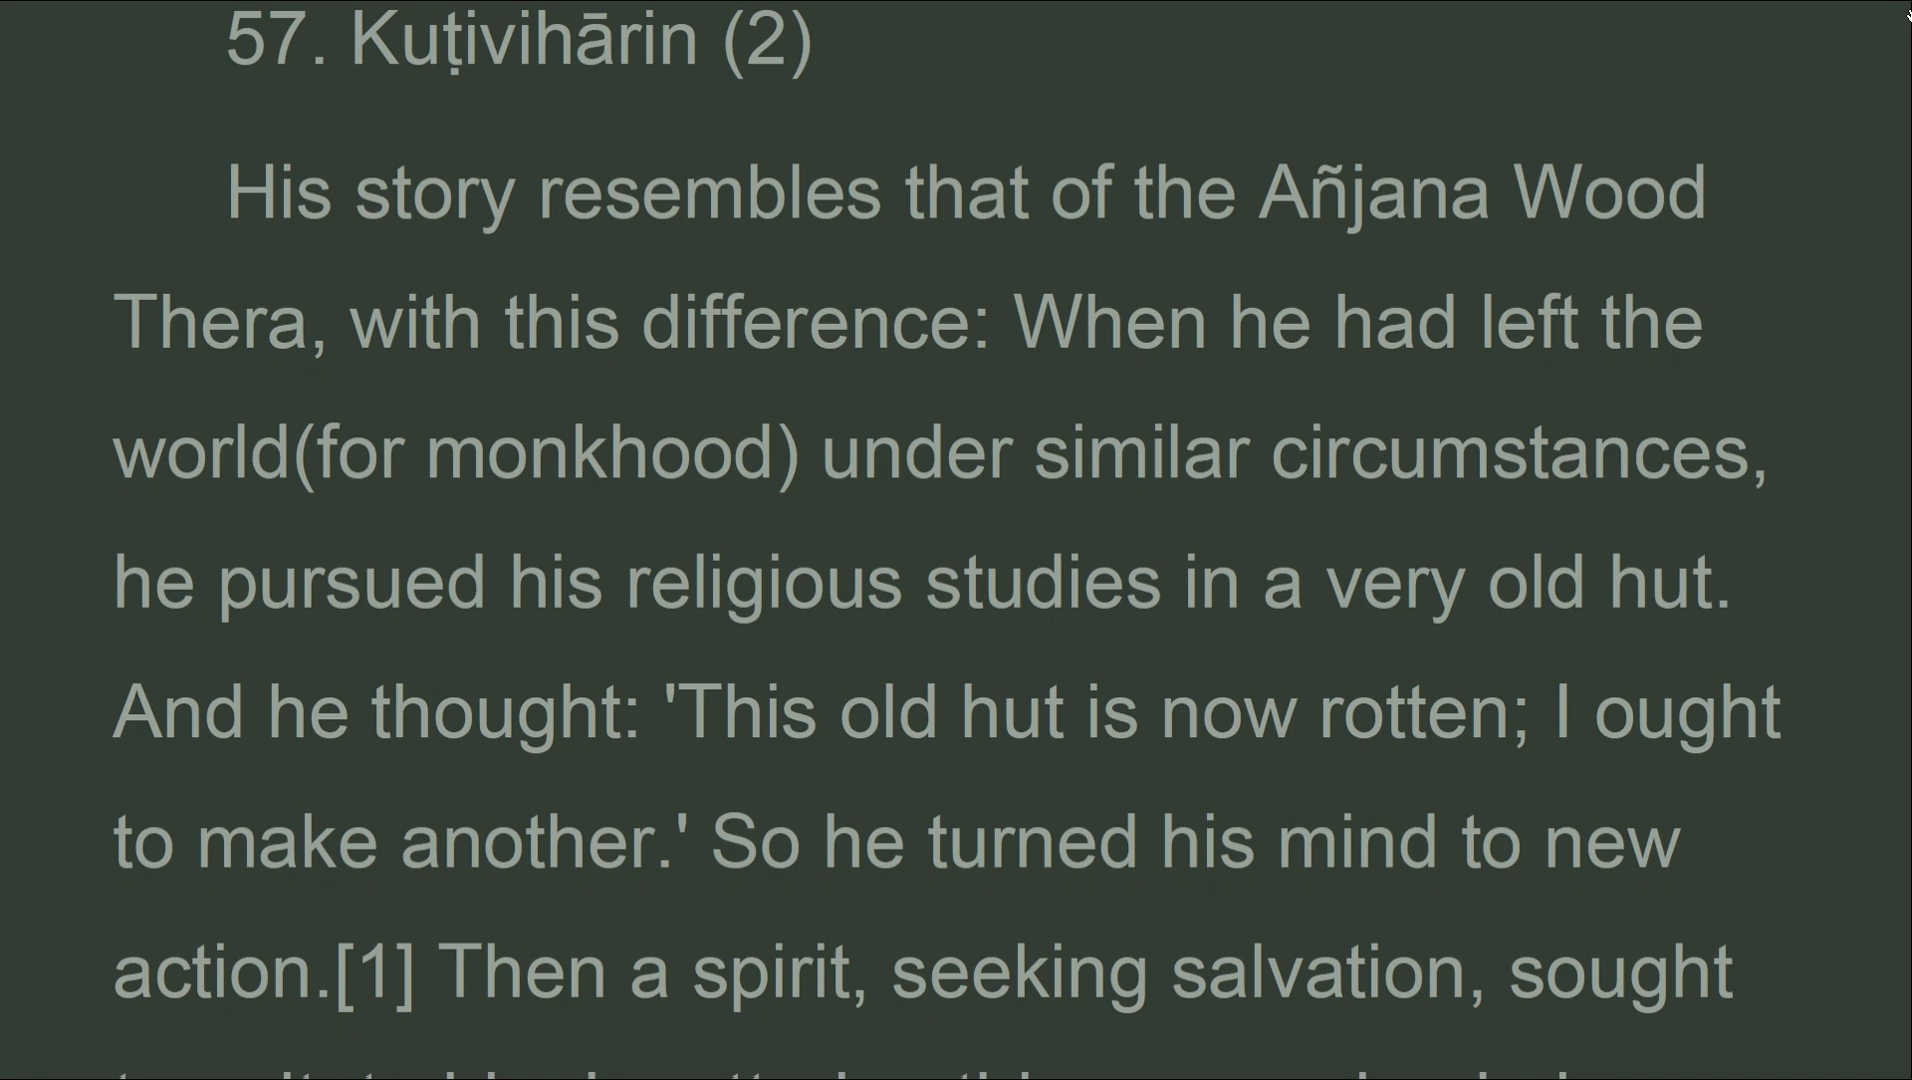 57. Kuṭivihārin (2)
His story resembles that of the Añjana Wood
Thera, with this difference: When he had left the
world(for monkhood) under similar circumstances,
he pursued his religious studies in a very old hut.
And he thought: 'This old hut is now rotten; I ought
to make another.' So he turned his mind to new
action.[1] Then a spirit, seeking salvation, sought